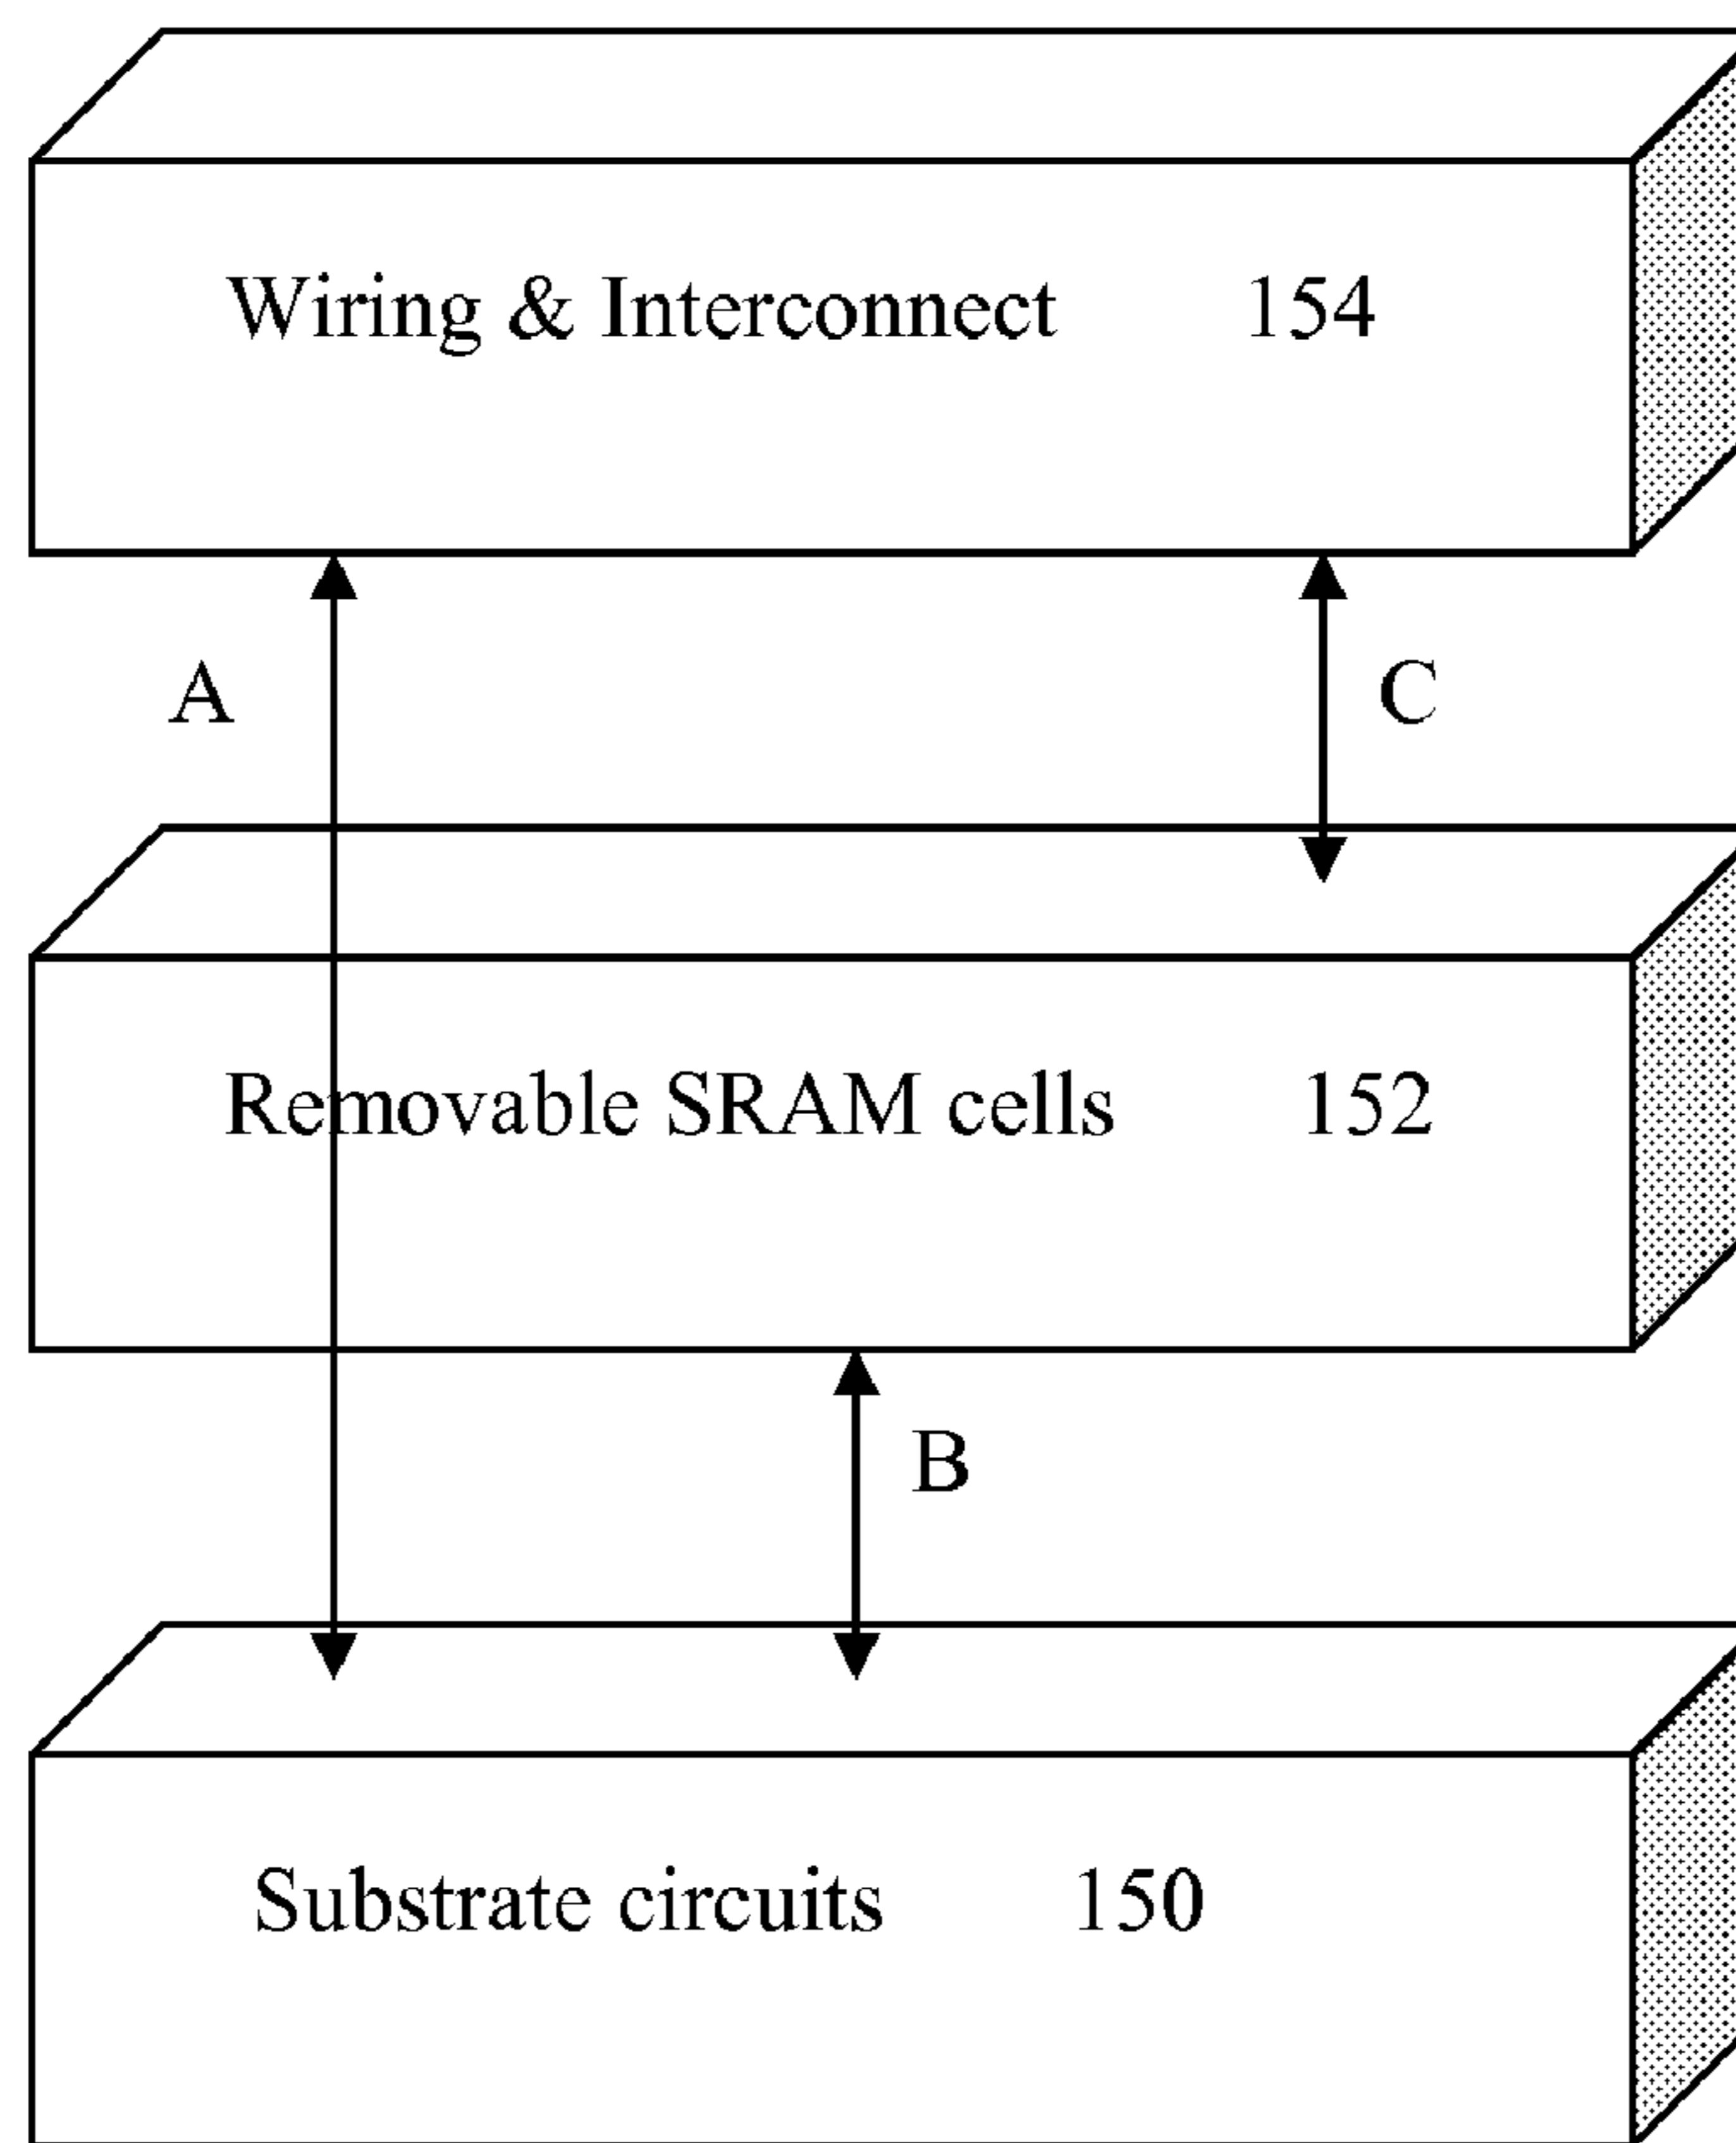 Wiring & Interconnect 154
A
C
Removable SRAM cells 152
B
Substrate circuits 150